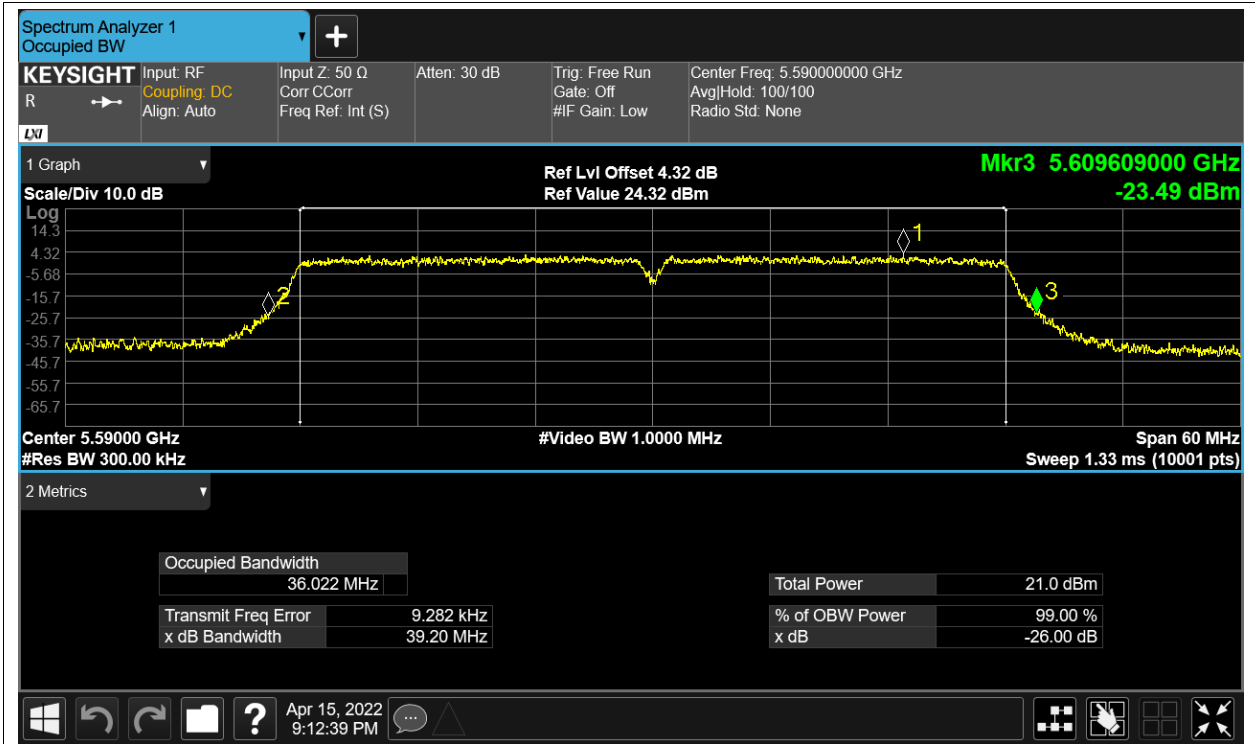 Spectrum Analyzer 1
Occupied BW
KEYSIGHT
R
LXI
Input: RF
Coupling: DC
Align: Auto
Input Z: 50 Ω
Corr CCorr
Freq Ref: Int (S)
Atten: 30 dB
Trig: Free Run
Gate: Off
#IF Gain: Low
Center Freq: 5.590000000 GHz
Avg|Hold: 100/100
Radio Std: None
1 Graph
Scale/Div 10.0 dB
Ref Lvl Offset 4.32 dB
Ref Value 24.32 dBm
Mkr3 5.609609000 GHz
-23.49 dBm
Log
14.3
4.32
-5.68
-15.7
-25.7
-35.7
-45.7
-55.7
-65.7
1
2
3
Center 5.59000 GHz
#Res BW 300.00 kHz
#Video BW 1.0000 MHz
Span 60 MHz
Sweep 1.33 ms (10001 pts)
2 Metrics
Occupied Bandwidth
36.022 MHz
Transmit Freq Error 9.282 kHz
x dB Bandwidth 39.20 MHz
Total Power 21.0 dBm
% of OBW Power 99.00 %
x dB -26.00 dB
?
Apr 15, 2022
9:12:39 PM